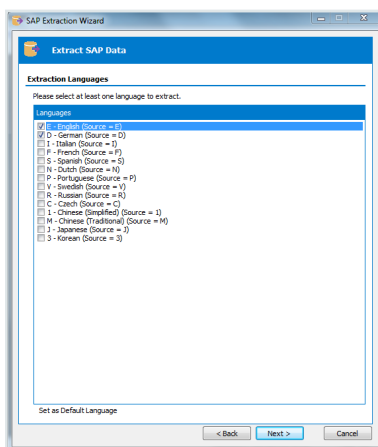 SAP Extraction Wizard
Extract SAP Data
Extraction Languages
Please select at least one language to extract.
Languages
E - English (Source = E)
D - German (Source = D)
I - Italian (Source = I)
F - French (Source = F)
S - Spanish (Source = S)
N - Dutch (Source = N)
P - Portuguese (Source = P)
V - Swedish (Source = V)
R - Russian (Source = R)
C - Czech (Source = C)
1 - Chinese (Simplified) (Source = 1)
M - Chinese (Traditional) (Source = M)
J - Japanese (Source = J)
3 - Korean (Source = 3)
Set as Default Language
< Back Next > Cancel